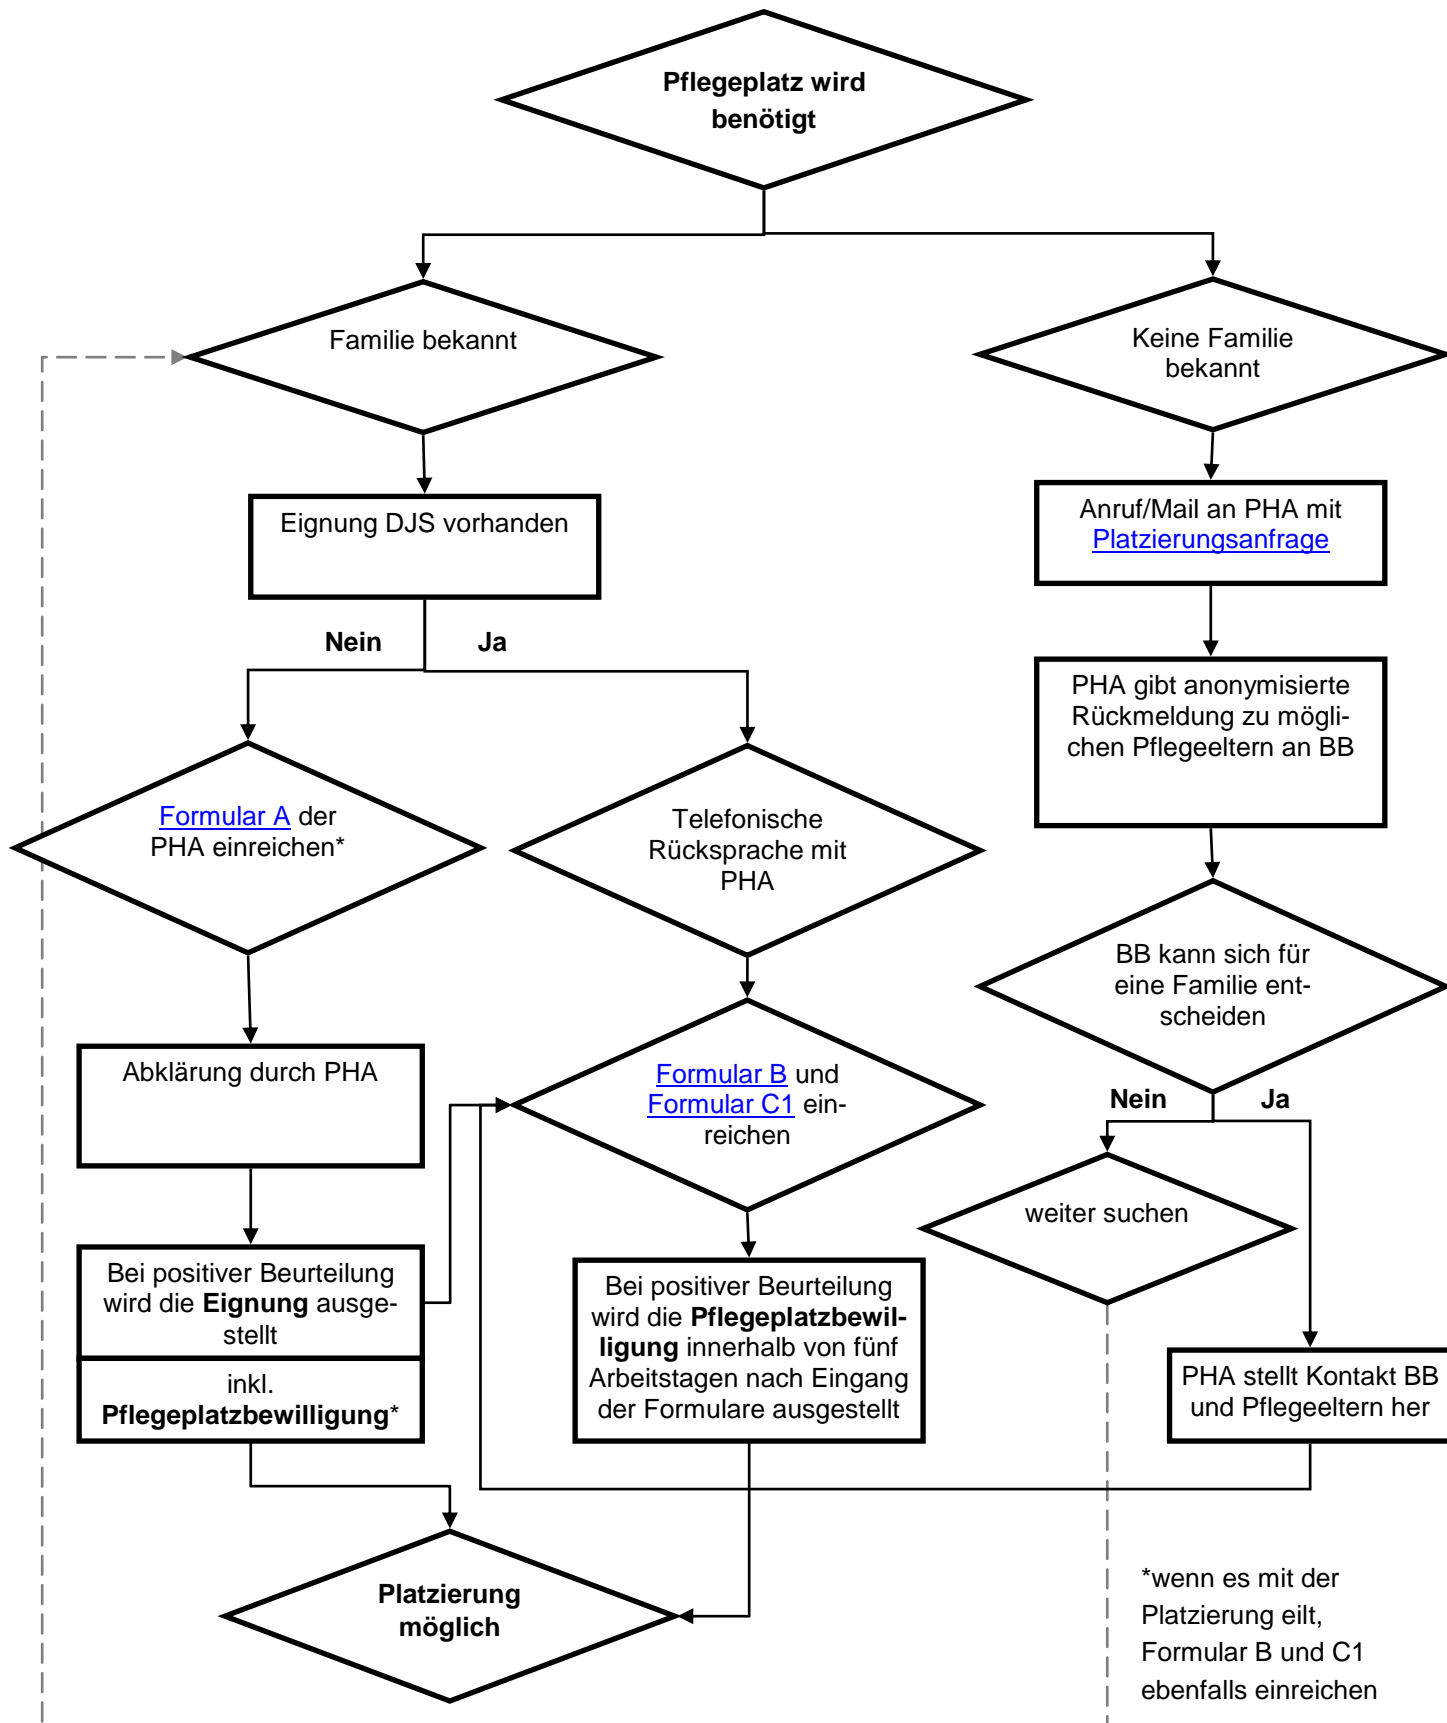 Pflegeplatz wird
benötigt
Familie bekannt
Keine Familie
bekannt
Eignung DJS vorhanden
Anruf/Mail an PHA mit
Platzierungsanfrage
Nein
Ja
PHA gibt anonymisierte
Rückmeldung zu mögli-
chen Pflegeeltern an BB
Formular A der
PHA einreichen*
Telefonische
Rücksprache mit
PHA
BB kann sich für
eine Familie ent-
scheiden
Abklärung durch PHA
Formular B und
Formular C1 ein-
reichen
Nein
Ja
weiter suchen
Bei positiver Beurteilung
wird die Eignung ausge-
stellt
inkl.
Pflegeplatzbewilligung*
Bei positiver Beurteilung
wird die Pflegeplatzbewil-
ligung innerhalb von fünf
Arbeitstagen nach Eingang
der Formulare ausgestellt
PHA stellt Kontakt BB
und Pflegeeltern her
Platzierung
möglich
*wenn es mit der
Platzierung eilt,
Formular B und C1
ebenfalls einreichen